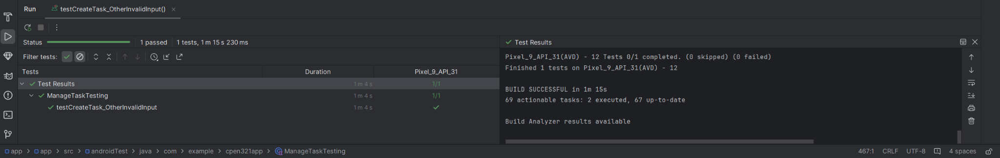 Run testCreateTask_OtherInvalidInput()
Status 1 passed 1 tests, 1 m 15 s 230 ms
Filter tests:
Tests Duration Pixel_9_API_31
Test Results 1 m 4 s 1/1
ManageTaskTesting 1 m 4 s 1/1
testCreateTask_OtherInvalidInput 1 m 4 s
Test Results
Pixel_9_API_31(AVD) - 12 Tests 0/1 completed. (0 skipped) (0 failed)
Finished 1 tests on Pixel_9_API_31(AVD) - 12
BUILD SUCCESSFUL in 1m 15s
69 actionable tasks: 2 executed, 67 up-to-date
Build Analyzer results available
app > app > src > androidTest > java > com > example > cpen321app > ManageTaskTesting 467:1 CRLF UTF-8 4 spaces